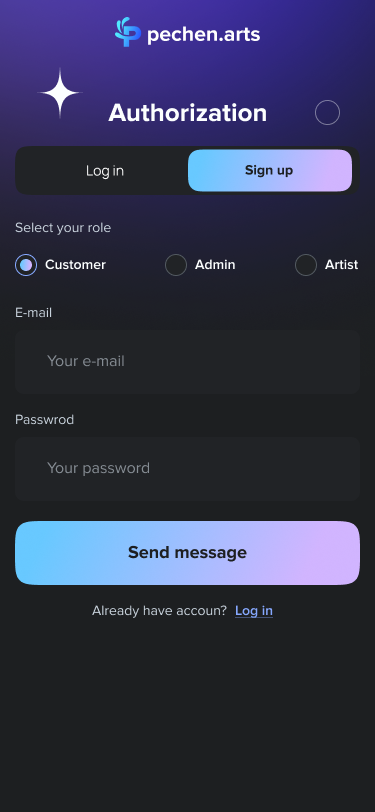 pechen.arts
Authorization
Log in Sign up
Select your role
Customer Admin Artist
E-mail
Your e-mail
Passwrod
Your password
Send message
Already have accoun? Log in